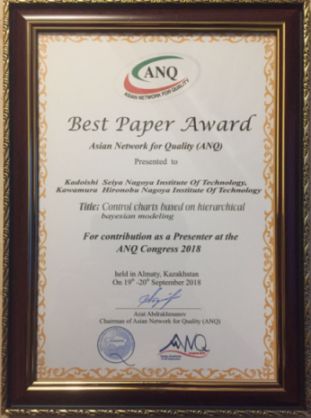 ANQ
ASIAN NETWORK FOR QUALITY
Best Paper Award
Asian Network for Quality (ANQ)
Presented to
Kadoishi Seiya Nagoya Institute Of Technology,
Kawamura Hironobu Nagoya Institute Of Technology
Title: Control charts based on hierarchical
bayesian modeling
For contribution as a Presenter at the
ANQ Congress 2018
held in Almaty, Kazakhstan
On 19th -20th September 2018
Chairman of Asian Network for Quality (ANQ)
ANQ